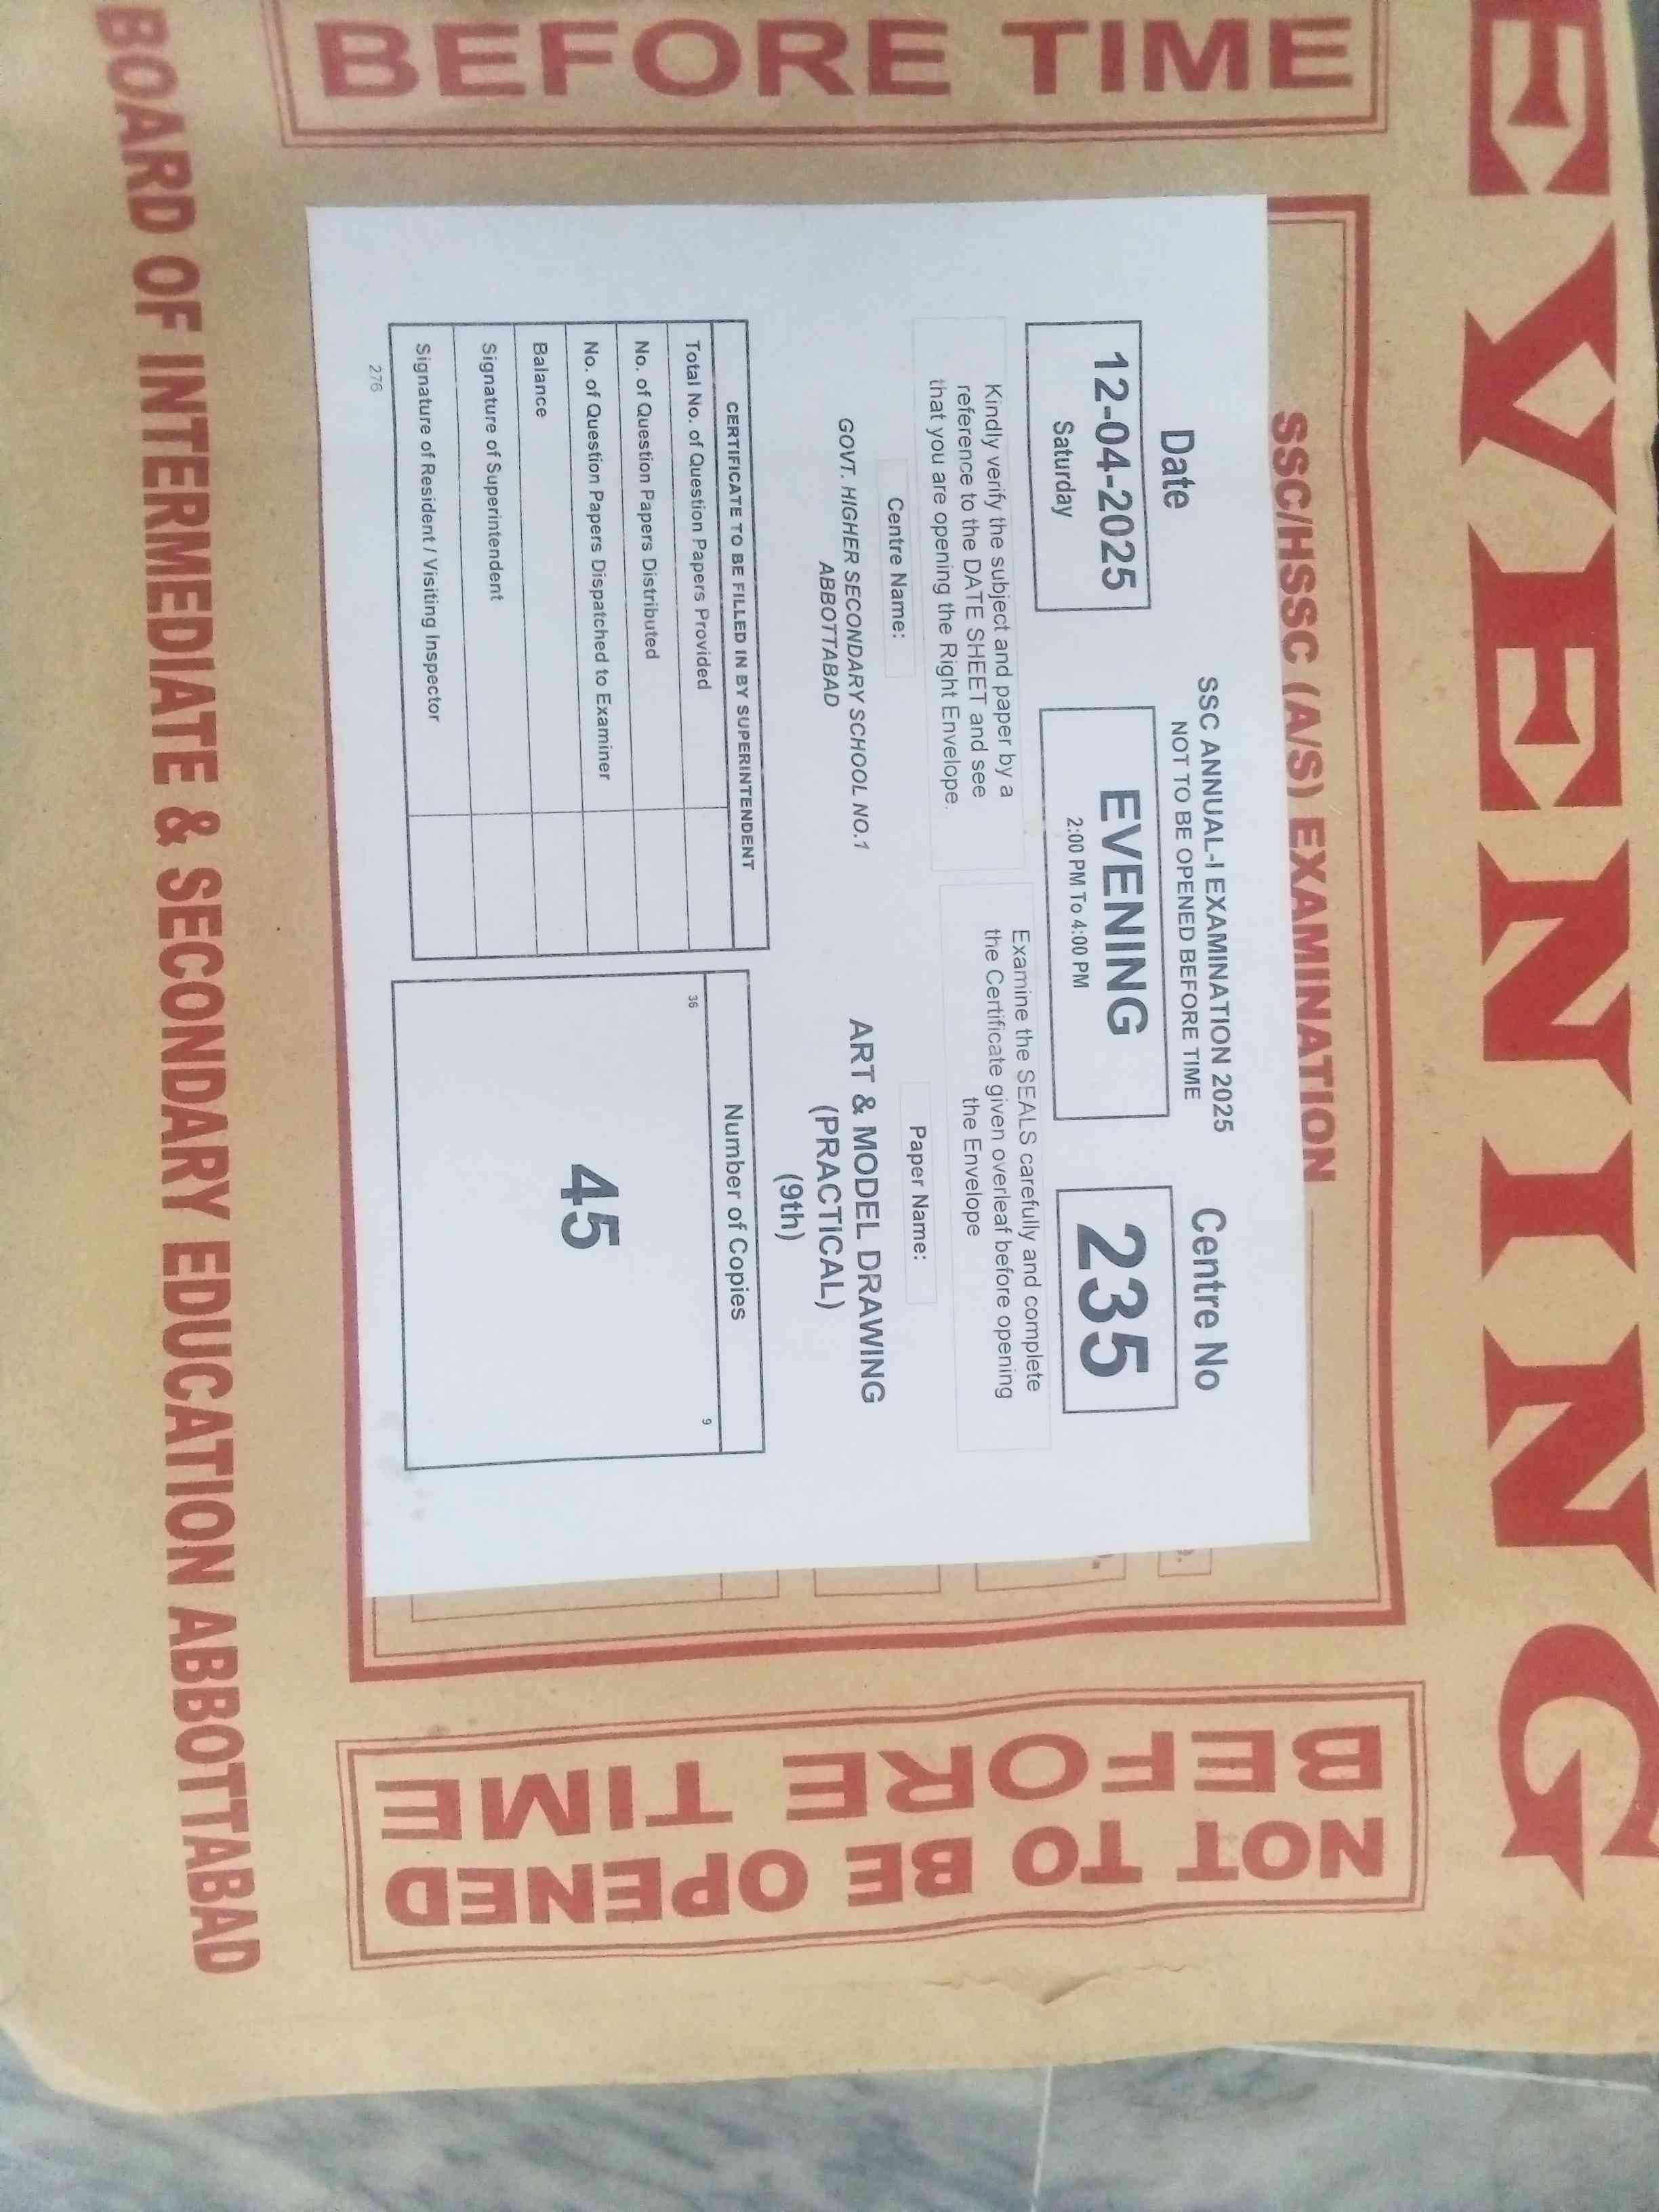 EVENING
SSC/HSSC (A/S) EXAMINATION
SSC ANNUAL-I EXAMINATION 2025
NOT TO BE OPENED BEFORE TIME
Date
Centre No
12-04-2025
Saturday
EVENING
2:00 PM To 4:00 PM
235
Kindly verify the subject and paper by a
reference to the DATE SHEET and see
that you are opening the Right Envelope.
Examine the SEALS carefully and complete
the Certificate given overleaf before opening
the Envelope
Centre Name:
GOVT. HIGHER SECONDARY SCHOOL NO.1
ABBOTTABAD
Paper Name:
ART & MODEL DRAWING
(PRACTICAL)
(9th)
CERTIFICATE TO BE FILLED IN BY SUPERINTENDENT
Total No. of Question Papers Provided
No. of Question Papers Distributed
No. of Question Papers Dispatched to Examiner
Balance
Signature of Superintendent
Signature of Resident / Visiting Inspector
276
Number of Copies
36
9
45
BEFORE TIME
NOT TO BE OPENED
BEFORE TIME
BOARD OF INTERMEDIATE & SECONDARY EDUCATION ABBOTTABAD